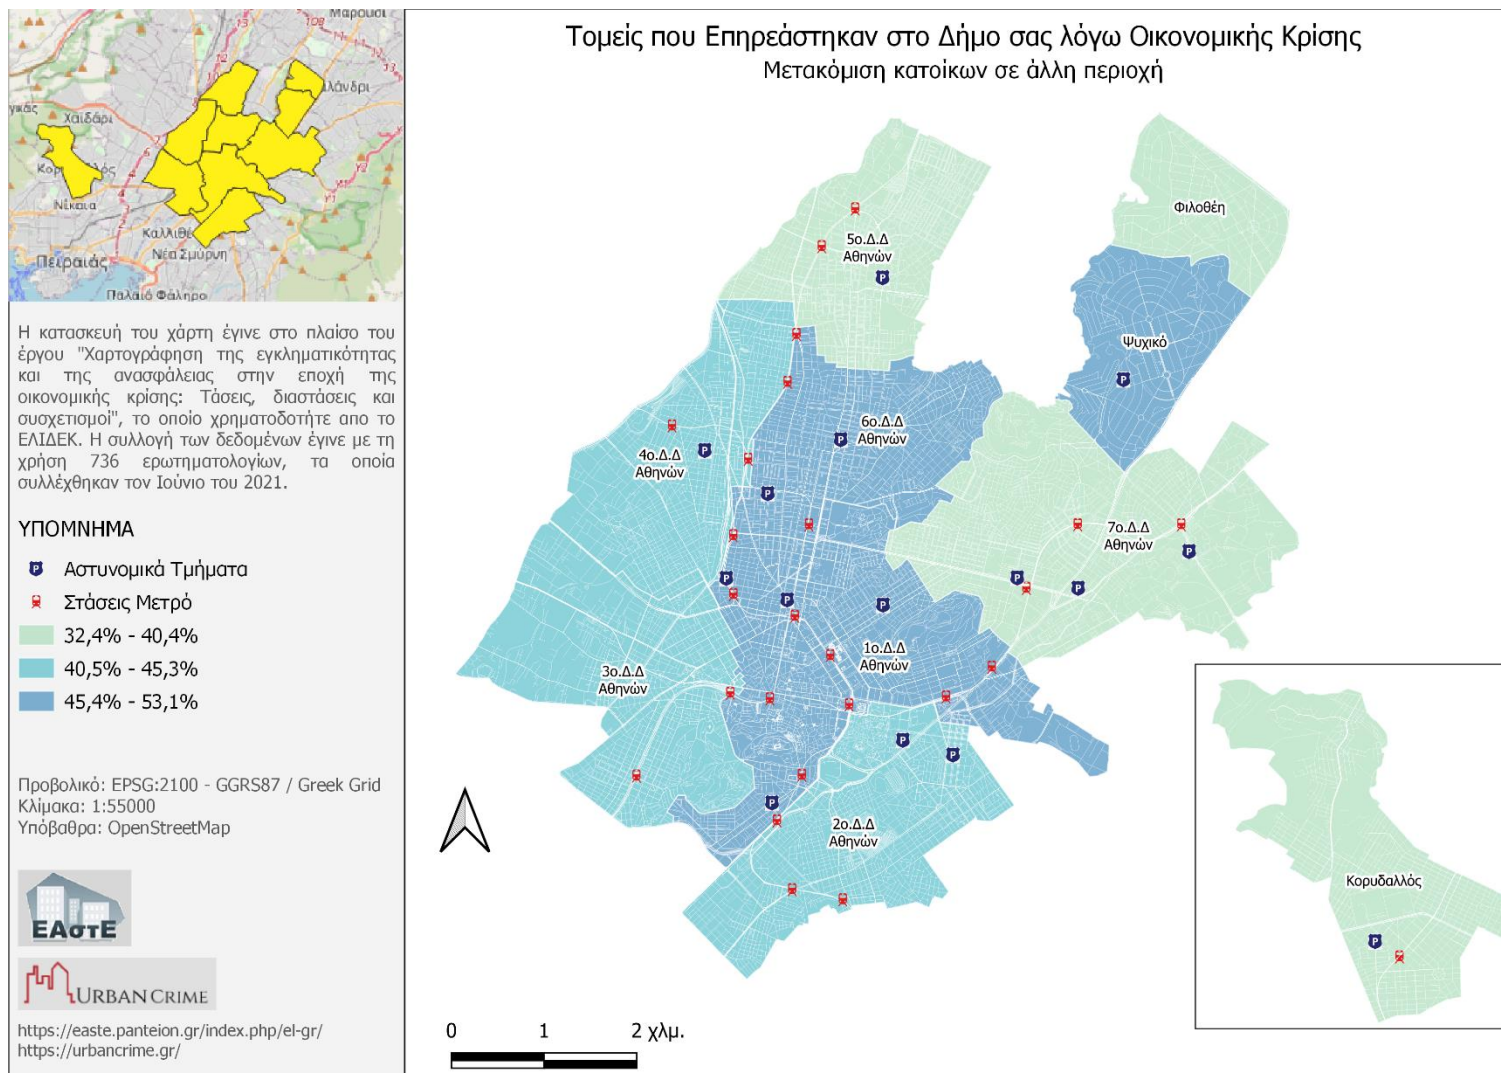 Τομείς που Επηρεάστηκαν στο Δήμο σας λόγω Οικονομικής Κρίσης
Μετακόμιση κατοίκων σε άλλη περιοχή
Μαρούσι
Χαϊδάρι
Νίκαια
Πειραιάς
Νέα Σμύρνη
Παλαιό Φάληρο
Η κατασκευή του χάρτη έγινε στο πλαίσο του
έργου "Χαρτογράφηση της εγκληματικότητας
και της ανασφάλειας στην εποχή της
οικονομικής κρίσης: Τάσεις, διαστάσεις και
συσχετισμοί", το οποίο χρηματοδοτήτε απο το
ΕΛΙΔΕΚ. Η συλλογή των δεδομένων έγινε με τη
χρήση 736 ερωτηματολογίων, τα οποία
συλλέχθηκαν τον Ιούνιο του 2021.
ΥΠΟΜΝΗΜΑ
Αστυνομικά Τμήματα
Στάσεις Μετρό
32,4% - 40,4%
40,5% - 45,3%
45,4% - 53,1%
Προβολικό: EPSG:2100 - GGRS87 / Greek Grid
Κλίμακα: 1:55000
Υπόβαθρα: OpenStreetMap
ΕΑστΕ
URBAN CRIME
https://easte.panteion.gr/index.php/el-gr/
https://urbancrime.gr/
Φιλοθέη
5ο.Δ.Δ
Αθηνών
Ψυχικό
6ο.Δ.Δ
Αθηνών
4ο.Δ.Δ
Αθηνών
7ο.Δ.Δ
Αθηνών
1ο.Δ.Δ
Αθηνών
3ο.Δ.Δ
Αθηνών
2ο.Δ.Δ
Αθηνών
Κορυδαλλός
0 1 2 χλμ.